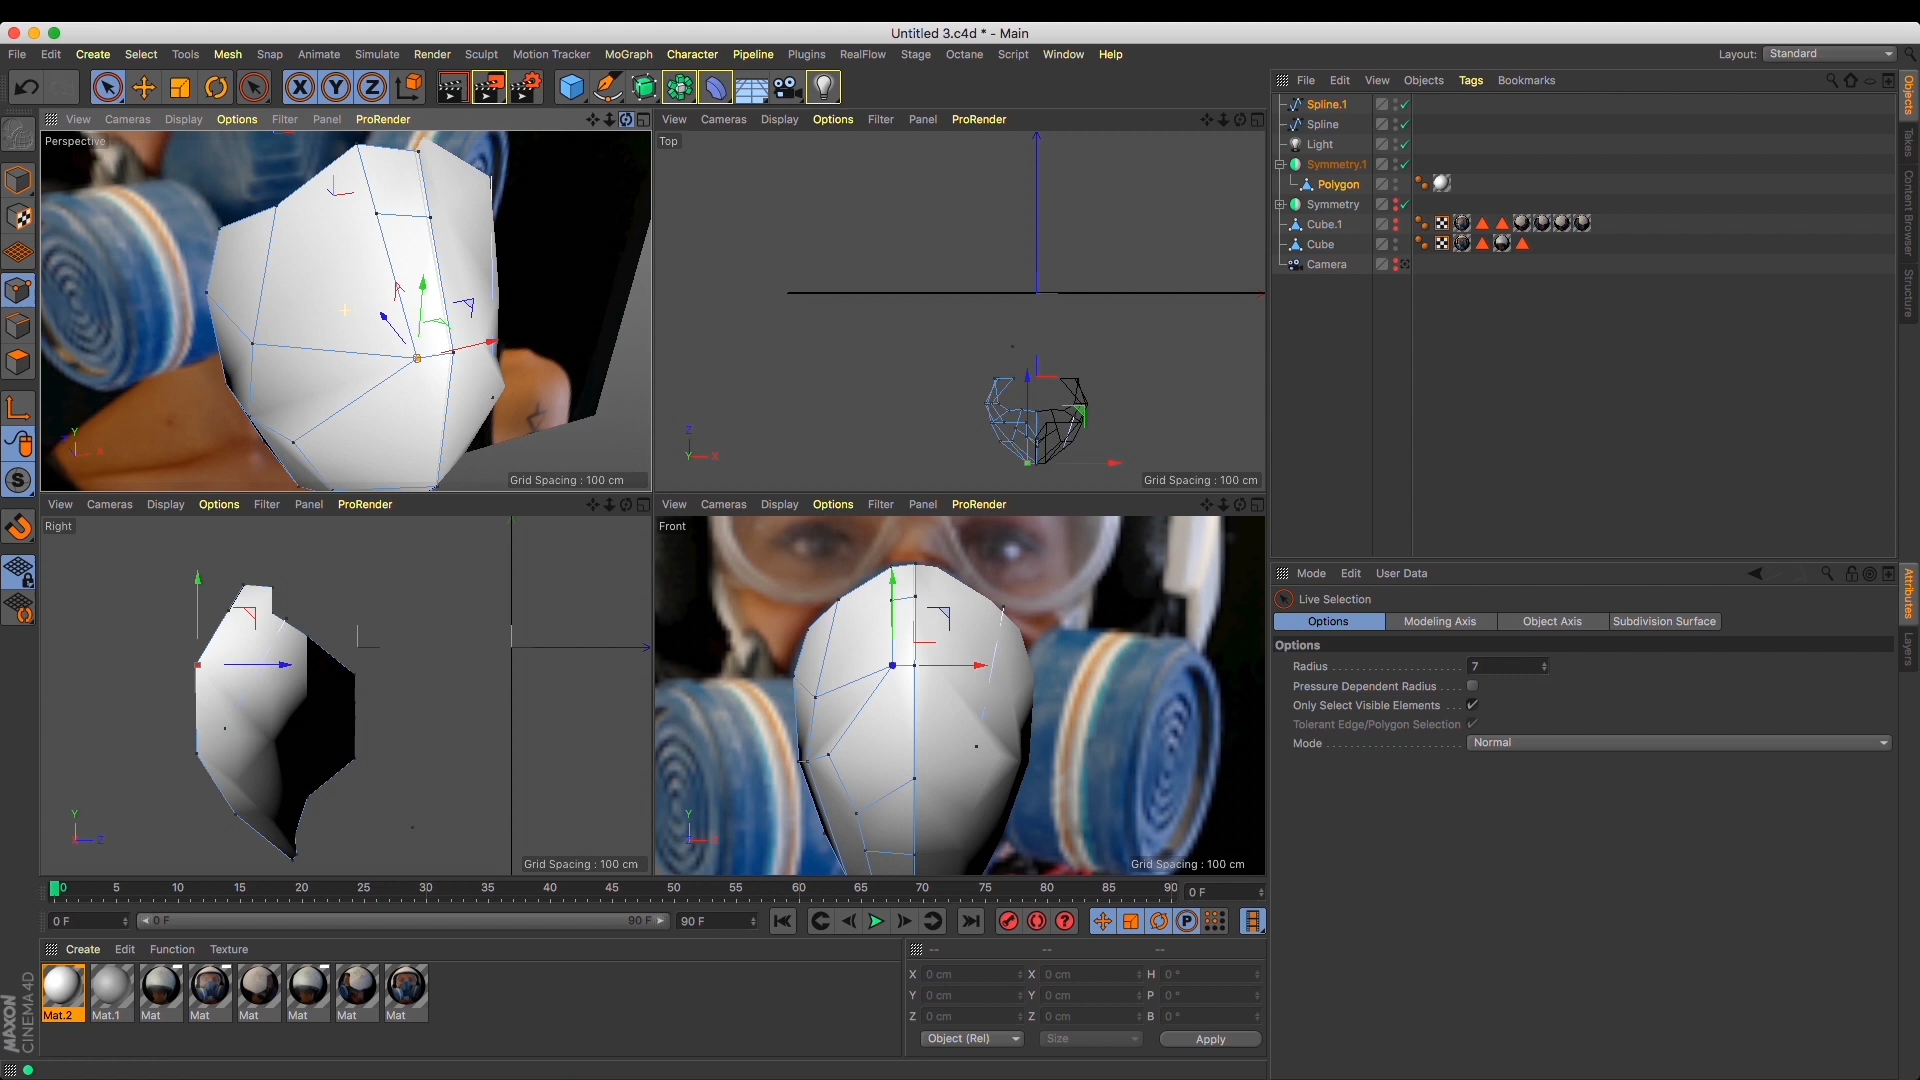 Untitled 3.c4d * - Main
File Edit Create Select Tools Mesh Snap Animate Simulate Render Sculpt Motion Tracker MoGraph Character Pipeline Plugins RealFlow Stage Octane Script Window Help
Layout: Standard
X Y Z
File Edit View Objects Tags Bookmarks
View Cameras Display Options Filter Panel ProRender
Perspective
Grid Spacing : 100 cm
View Cameras Display Options Filter Panel ProRender
Top
Z
Y X
Grid Spacing : 100 cm
View Cameras Display Options Filter Panel ProRender
Right
Y
Z
Grid Spacing : 100 cm
View Cameras Display Options Filter Panel ProRender
Front
Y
Grid Spacing : 100 cm
Spline.1
Spline
Light
Symmetry.1
Polygon
Symmetry
Cube.1
Cube
Camera
Objects
Takes
Content Browser
Structure
Mode Edit User Data
Live Selection
Options Modeling Axis Object Axis Subdivision Surface
Options
Radius 7
Pressure Dependent Radius
Only Select Visible Elements
Tolerant Edge/Polygon Selection
Mode Normal
Attributes
Layers
0 5 10 15 20 25 30 35 40 45 50 55 60 65 70 75 80 85 90 0 F
0 F 0 F 90 F 90 F
Create Edit Function Texture
Mat.2 Mat.1 Mat Mat Mat Mat Mat Mat
-- -- --
X 0 cm X 0 cm H 0 °
Y 0 cm Y 0 cm P 0 °
Z 0 cm Z 0 cm B 0 °
Object (Rel) Size Apply
MAXON
CINEMA 4D